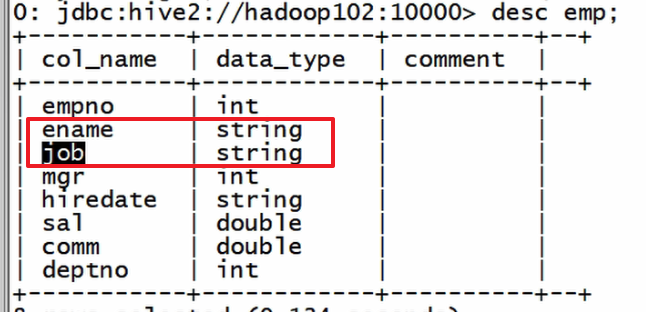 0: jdbc:hive2://hadoop102:10000> desc emp;
+-----------+------------+----------+--+
| col_name | data_type | comment |
+-----------+------------+----------+--+
| empno | int | |
| ename | string | |
| job | string | |
| mgr | int | |
| hiredate | string | |
| sal | double | |
| comm | double | |
| deptno | int | |
+-----------+------------+----------+--+